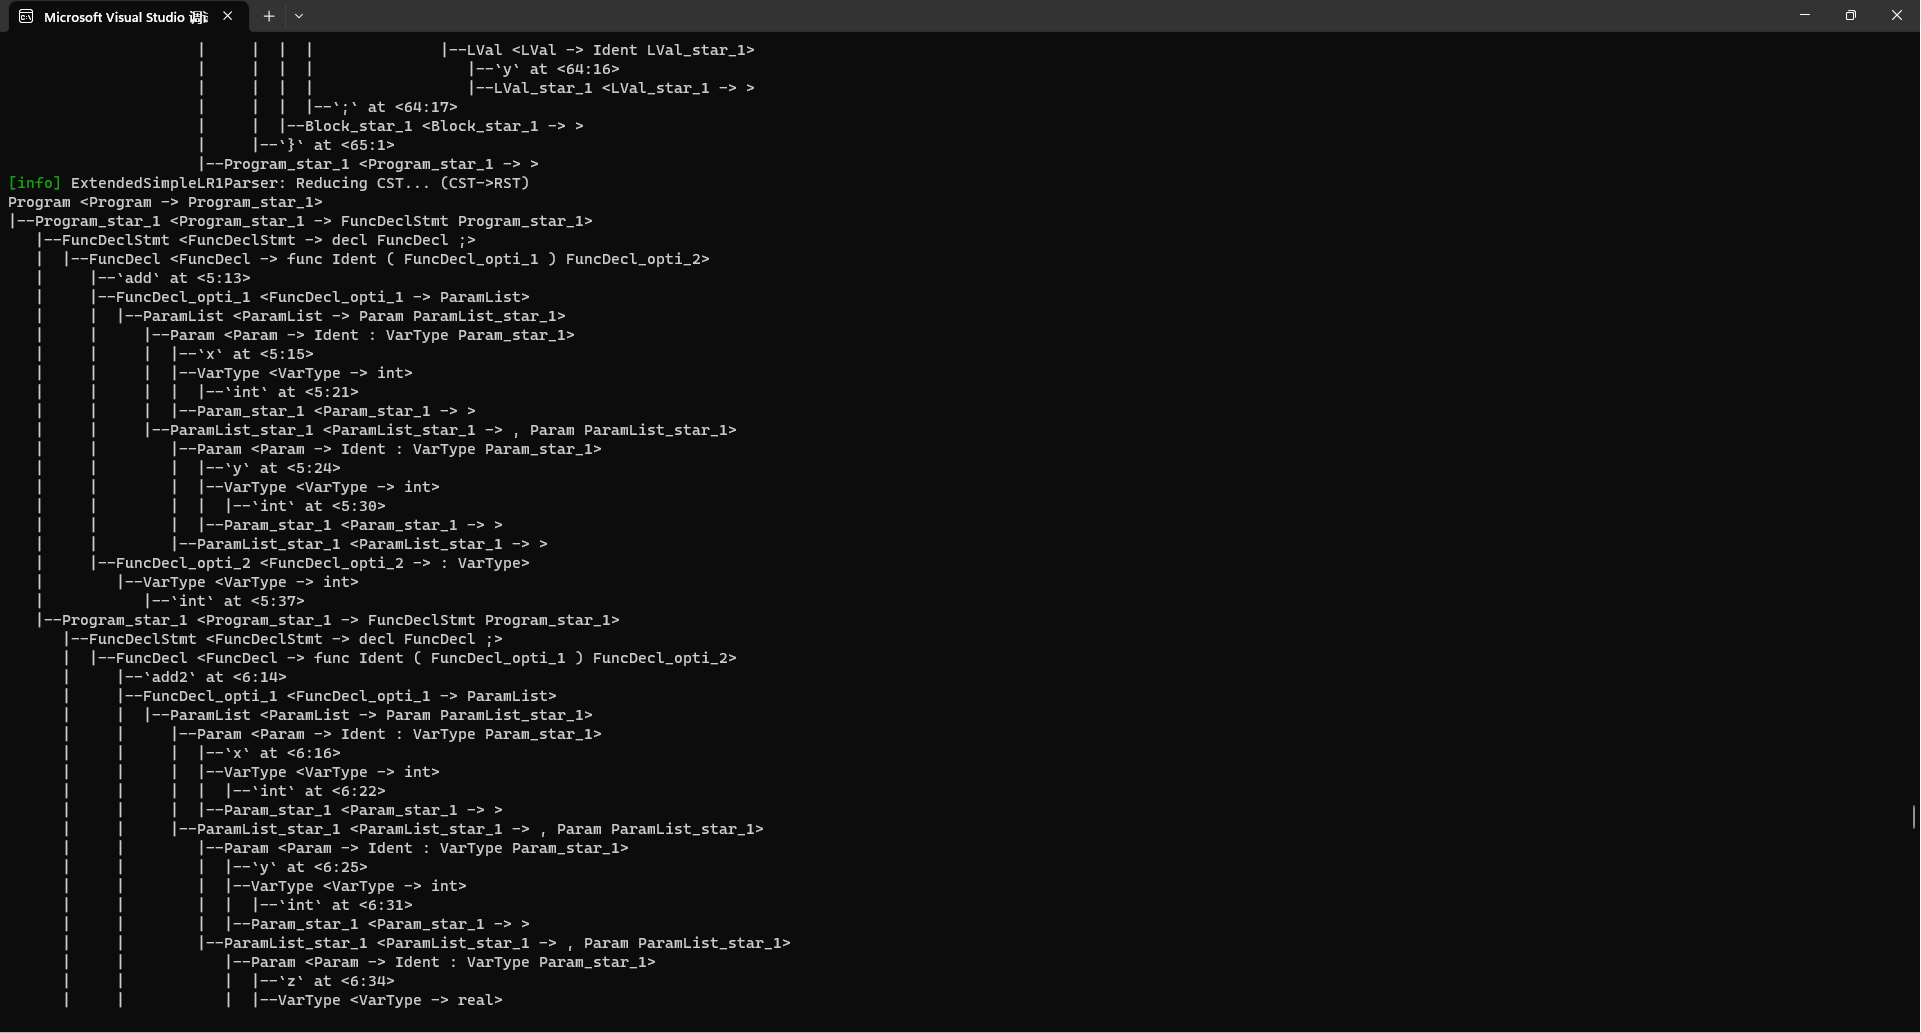 Microsoft Visual Studio 调试
|     |  |  |              |--LVal <LVal -> Ident LVal_star_1>
|     |  |  |                 |--`y` at <64:16>
|     |  |  |                 |--LVal_star_1 <LVal_star_1 -> >
|     |  |  |--`;` at <64:17>
|     |  |--Block_star_1 <Block_star_1 -> >
|     |--`}` at <65:1>
|--Program_star_1 <Program_star_1 -> >
[info] ExtendedSimpleLR1Parser: Reducing CST... (CST->RST)
Program <Program -> Program_star_1>
|--Program_star_1 <Program_star_1 -> FuncDeclStmt Program_star_1>
   |--FuncDeclStmt <FuncDeclStmt -> decl FuncDecl ;>
   |  |--FuncDecl <FuncDecl -> func Ident ( FuncDecl_opti_1 ) FuncDecl_opti_2>
   |     |--`add` at <5:13>
   |     |--FuncDecl_opti_1 <FuncDecl_opti_1 -> ParamList>
   |     |  |--ParamList <ParamList -> Param ParamList_star_1>
   |     |     |--Param <Param -> Ident : VarType Param_star_1>
   |     |     |  |--`x` at <5:15>
   |     |     |  |--VarType <VarType -> int>
   |     |     |  |  |--`int` at <5:21>
   |     |     |  |--Param_star_1 <Param_star_1 -> >
   |     |     |--ParamList_star_1 <ParamList_star_1 -> , Param ParamList_star_1>
   |     |        |--Param <Param -> Ident : VarType Param_star_1>
   |     |        |  |--`y` at <5:24>
   |     |        |  |--VarType <VarType -> int>
   |     |        |  |  |--`int` at <5:30>
   |     |        |  |--Param_star_1 <Param_star_1 -> >
   |     |        |--ParamList_star_1 <ParamList_star_1 -> >
   |     |--FuncDecl_opti_2 <FuncDecl_opti_2 -> : VarType>
   |        |--VarType <VarType -> int>
   |           |--`int` at <5:37>
   |--Program_star_1 <Program_star_1 -> FuncDeclStmt Program_star_1>
      |--FuncDeclStmt <FuncDeclStmt -> decl FuncDecl ;>
      |  |--FuncDecl <FuncDecl -> func Ident ( FuncDecl_opti_1 ) FuncDecl_opti_2>
      |     |--`add2` at <6:14>
      |     |--FuncDecl_opti_1 <FuncDecl_opti_1 -> ParamList>
      |     |  |--ParamList <ParamList -> Param ParamList_star_1>
      |     |     |--Param <Param -> Ident : VarType Param_star_1>
      |     |     |  |--`x` at <6:16>
      |     |     |  |--VarType <VarType -> int>
      |     |     |  |  |--`int` at <6:22>
      |     |     |  |--Param_star_1 <Param_star_1 -> >
      |     |     |--ParamList_star_1 <ParamList_star_1 -> , Param ParamList_star_1>
      |     |        |--Param <Param -> Ident : VarType Param_star_1>
      |     |        |  |--`y` at <6:25>
      |     |        |  |--VarType <VarType -> int>
      |     |        |  |  |--`int` at <6:31>
      |     |        |  |--Param_star_1 <Param_star_1 -> >
      |     |        |--ParamList_star_1 <ParamList_star_1 -> , Param ParamList_star_1>
      |     |           |--Param <Param -> Ident : VarType Param_star_1>
      |     |           |  |--`z` at <6:34>
      |     |           |  |--VarType <VarType -> real>